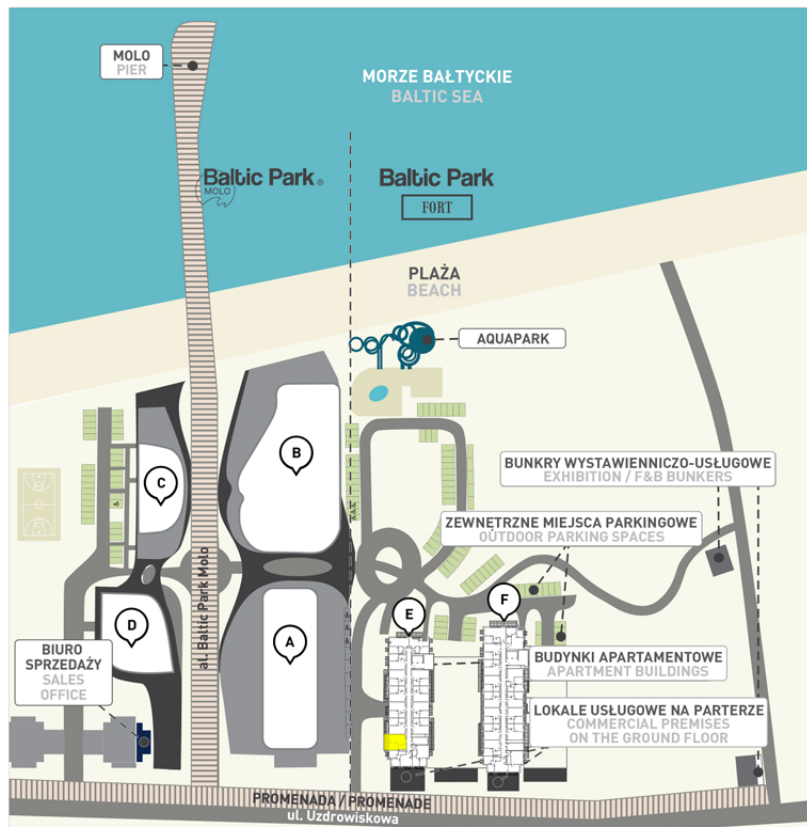 MOLO
PIER
MORZE BAŁTYCKIE
BALTIC SEA
Baltic Park®
MOLO
Baltic Park
FORT
PLAŻA
BEACH
AQUAPARK
B
C
BUNKRY WYSTAWIENNICZO-USŁUGOWE
EXHIBITION / F&B BUNKERS
ZEWNĘTRZNE MIEJSCA PARKINGOWE
OUTDOOR PARKING SPACES
E
F
D
A
al. Baltic Park Molo
BIURO
SPRZEDAŻY
SALES
OFFICE
BUDYNKI APARTAMENTOWE
APARTMENT BUILDINGS
LOKALE USŁUGOWE NA PARTERZE
COMMERCIAL PREMISES
ON THE GROUND FLOOR
PROMENADA / PROMENADE
ul. Uzdrowiskowa